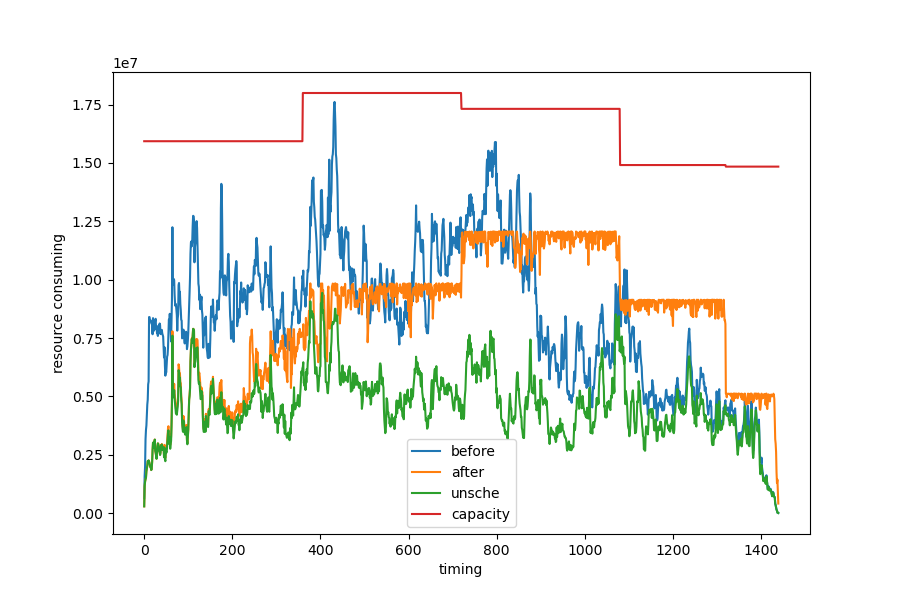 1e7
1.75
1.50
1.25
1.00
0.75
0.50
0.25
0.00
resource consuming
before
after
unsche
capacity
0 200 400 600 800 1000 1200 1400
timing